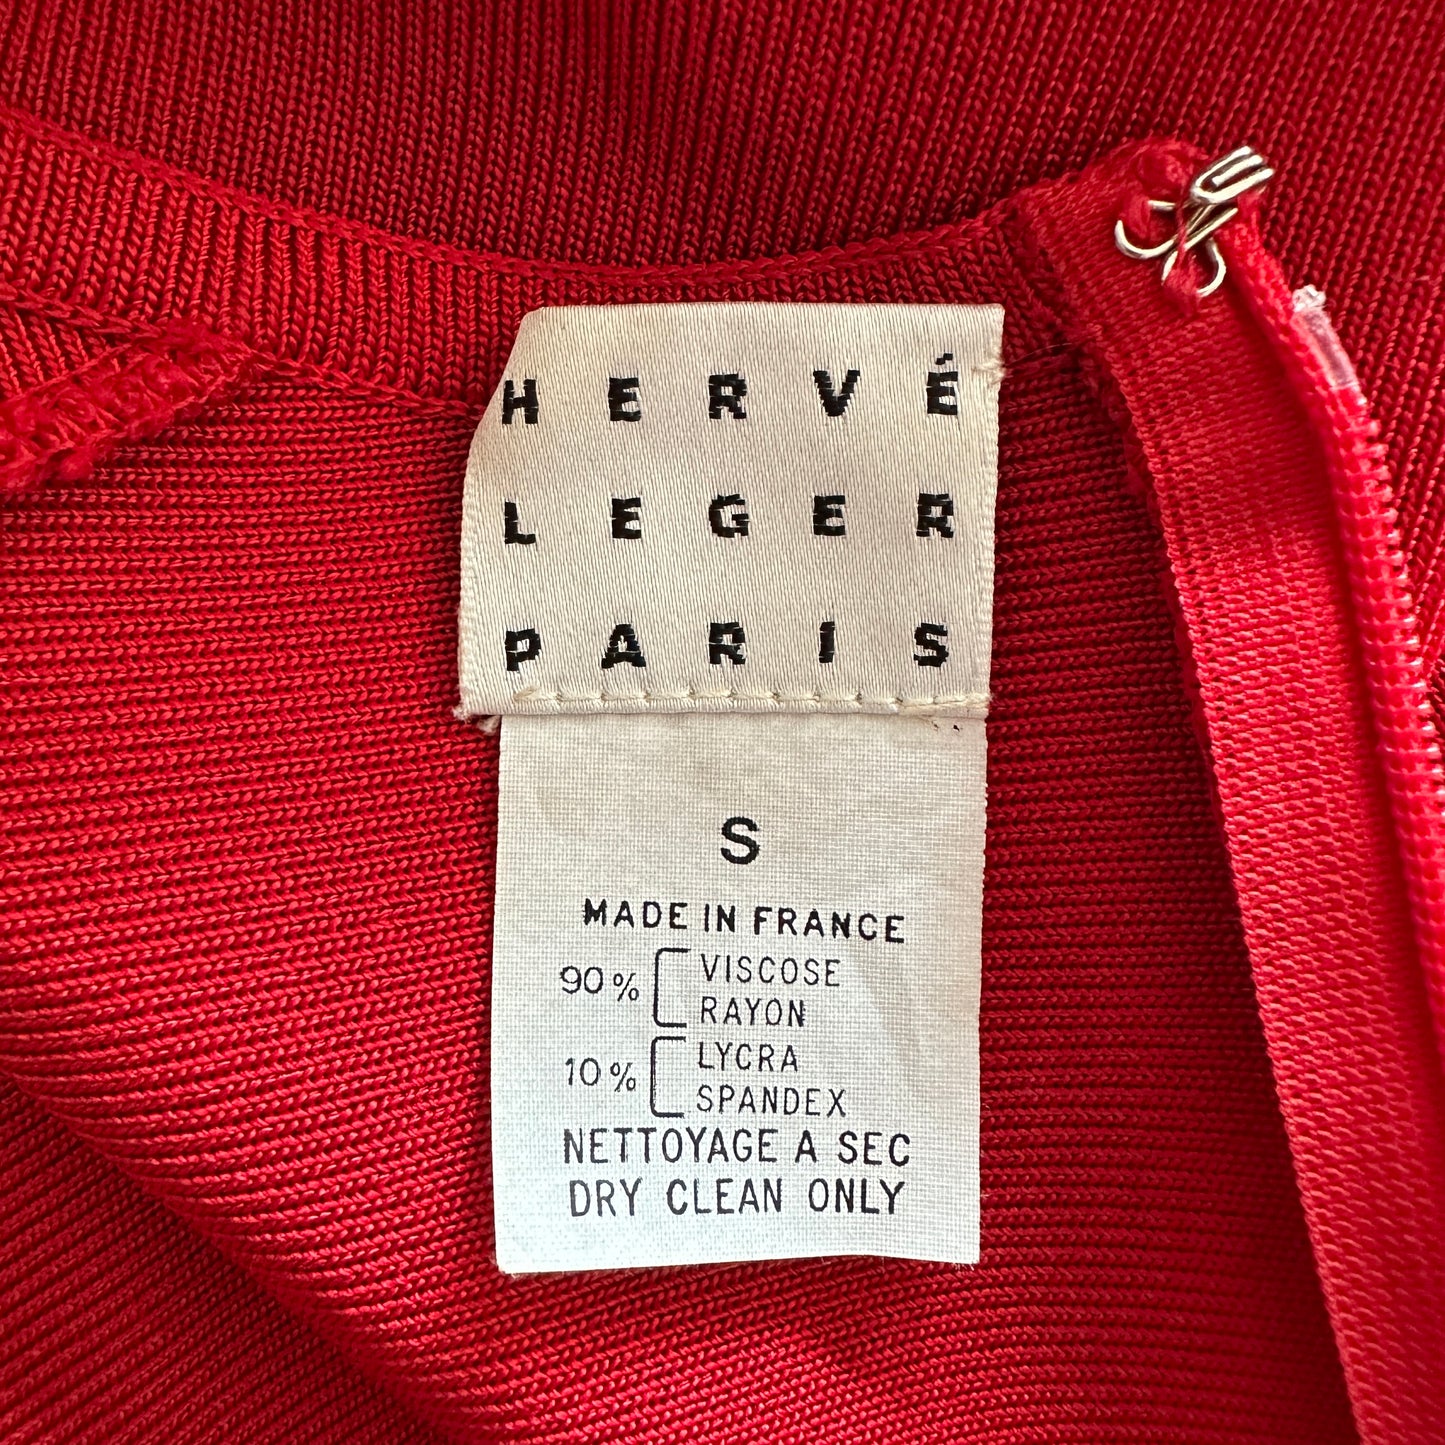 HERVÉ
LEGER
PARIS
S
MADE IN FRANCE
90% VISCOSE
RAYON
10% LYCRA
SPANDEX
NETTOYAGE A SEC
DRY CLEAN ONLY